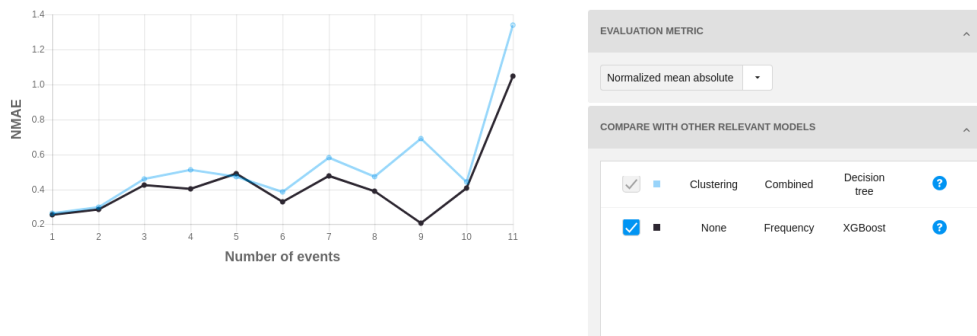 1.4
1.2
1.0
0.8
0.6
0.4
0.2
NMAE
1 2 3 4 5 6 7 8 9 10 11
Number of events
EVALUATION METRIC
Normalized mean absolute
COMPARE WITH OTHER RELEVANT MODELS
Clustering Combined Decision tree ?
None Frequency XGBoost ?